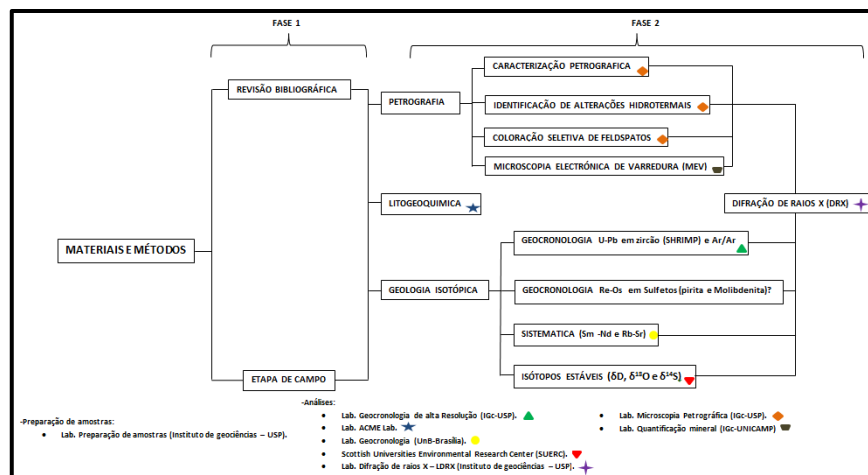 FASE 1
FASE 2
CARACTERIZAÇÃO PETROGRAFICA
REVISÃO BIBLIOGRÁFICA
PETROGRAFIA
IDENTIFICAÇÃO DE ALTERAÇÕES HIDROTERMAIS
COLORAÇÃO SELETIVA DE FELDSPATOS
MICROSCOPIA ELECTRÓNICA DE VARREDURA (MEV)
LITOGEOQUIMICA
DIFRAÇÃO DE RAIOS X (DRX)
MATERIAIS E MÉTODOS
GEOCRONOLOGIA U-Pb em zircão (SHRIMP) e Ar/Ar
GEOLOGIA ISOTÓPICA
GEOCRONOLOGIA Re-Os em Sulfetos (pirita e Molibdenita)?
SISTEMATICA (Sm -Nd e Rb-Sr)
ETAPA DE CAMPO
ISÓTOPOS ESTÁVEIS (δD, δ¹⁸O e δ³⁴S)
-Preparação de amostras:
• Lab. Preparação de amostras (Instituto de geociências – USP).
-Análises:
• Lab. Geocronologia de alta Resolução (IGc-USP).
• Lab. ACME Lab.
• Lab. Geocronologia (UnB-Brasília).
• Scottish Universities Environmental Research Center (SUERC).
• Lab. Difração de raios X – LDRX (Instituto de geociências – USP).
• Lab. Microscopia Petrográfica (IGc-USP).
• Lab. Quantificação mineral (IGc-UNICAMP)